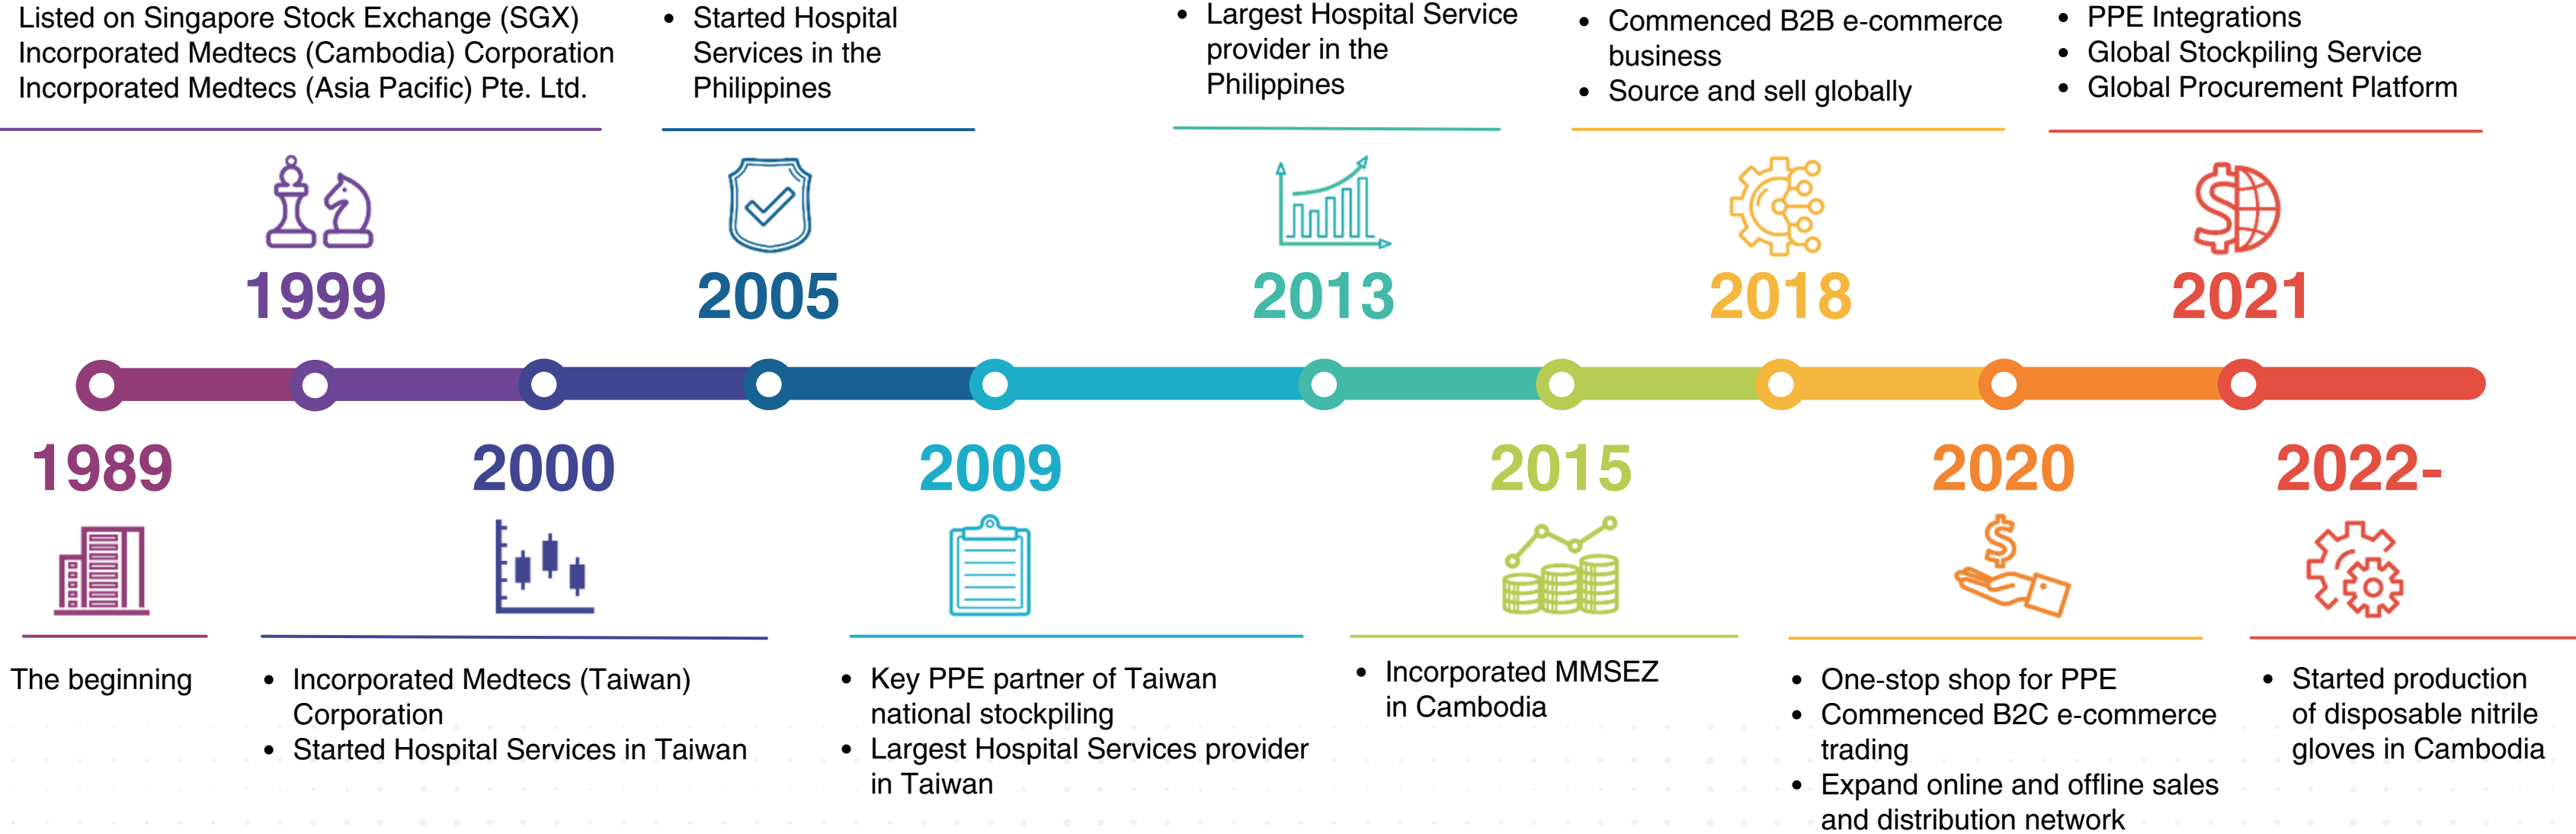 Listed on Singapore Stock Exchange (SGX)
Incorporated Medtecs (Cambodia) Corporation
Incorporated Medtecs (Asia Pacific) Pte. Ltd.
1999
• Started Hospital
Services in the
Philippines
2005
• Largest Hospital Service
provider in the
Philippines
2013
• Commenced B2B e-commerce
business
• Source and sell globally
2018
• PPE Integrations
• Global Stockpiling Service
• Global Procurement Platform
2021
1989
The beginning
2000
• Incorporated Medtecs (Taiwan)
Corporation
• Started Hospital Services in Taiwan
2009
• Key PPE partner of Taiwan
national stockpiling
• Largest Hospital Services provider
in Taiwan
2015
• Incorporated MMSEZ
in Cambodia
2020
• One-stop shop for PPE
• Commenced B2C e-commerce
trading
• Expand online and offline sales
and distribution network
2022-
• Started production
of disposable nitrile
gloves in Cambodia